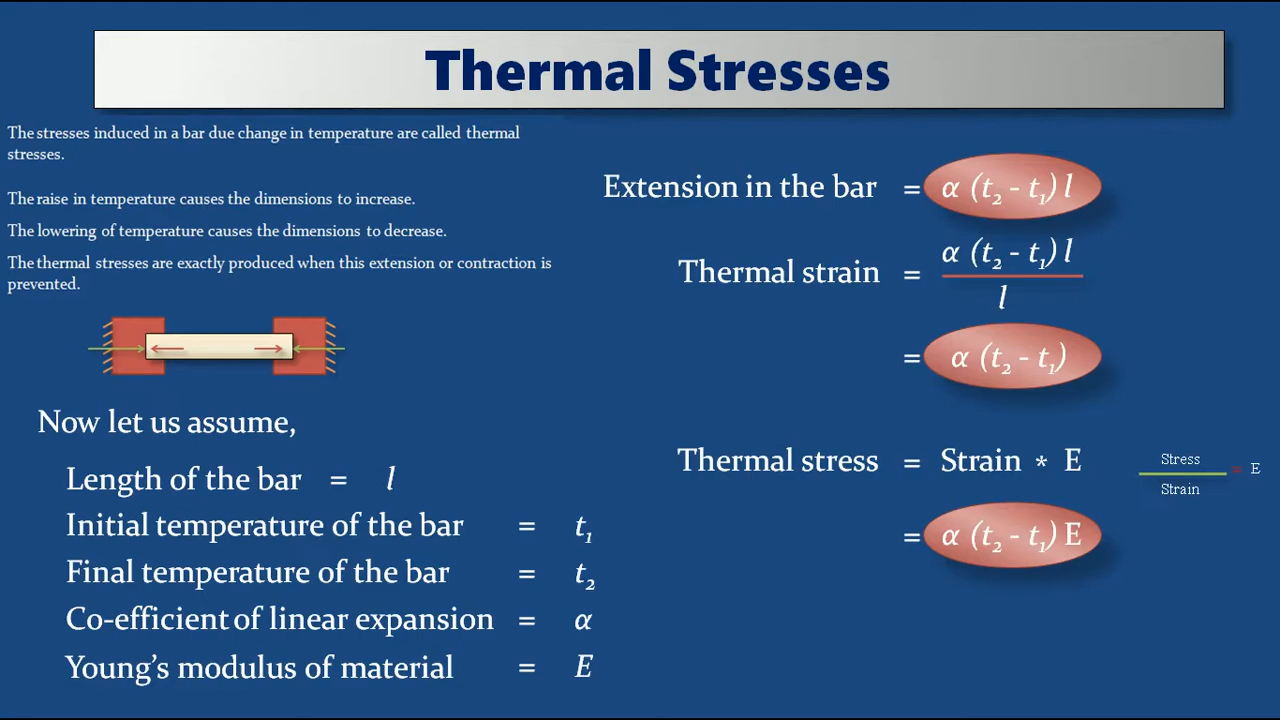 Thermal Stresses
The stresses induced in a bar due change in temperature are called thermal
stresses.
The raise in temperature causes the dimensions to increase.
The lowering of temperature causes the dimensions to decrease.
The thermal stresses are exactly produced when this extension or contraction is
prevented.
Now let us assume,
Length of the bar = l
Initial temperature of the bar = t₁
Final temperature of the bar = t₂
Co-efficient of linear expansion = α
Young's modulus of material = E
Extension in the bar = α (t₂ - t₁) l
Thermal strain = α (t₂ - t₁) l
l
= α (t₂ - t₁)
Thermal stress = Strain * E
= α (t₂ - t₁) E
Stress
= E
Strain